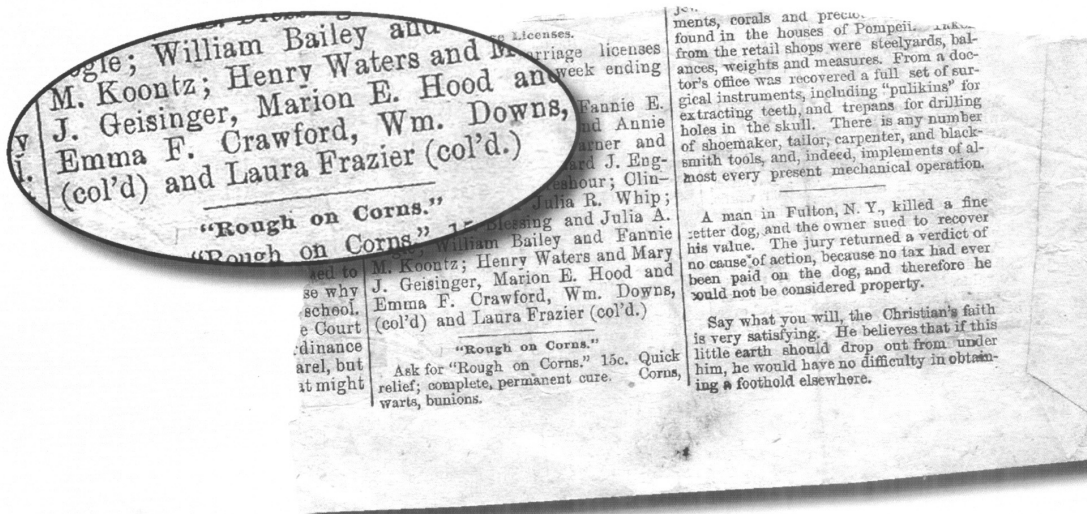 William Bailey and
M. Koontz; Henry Waters and
J. Geisinger, Marion E. Hood and
Emma F. Crawford, Wm. Downs,
(col'd) and Laura Frazier (col'd.)
"Rough on Corns."
"Rough on Corns."
to
why
school.
Court
but
at might
Licenses.
licenses
week ending
Fannie E.
Annie
and
J. Eng-
Clin-
Julia R. Whip;
Blessing and Julia A.
William Bailey and Fannie
M. Koontz; Henry Waters and Mary
J. Geisinger, Marion E. Hood and
Emma F. Crawford, Wm. Downs,
(col'd) and Laura Frazier (col'd.)
"Rough on Corns."
Ask for "Rough on Corns." 15c. Quick
relief; complete, permanent cure. Corns,
warts, bunions.
ments, corals and
found in the houses of Pompeii.
from the retail shops were steelyards, bal-
ances, weights and measures. From a doc-
tor's office was recovered a full set of sur-
gical instruments, including "pulikins" for
extracting teeth, and trepans for drilling
holes in the skull. There is any number
of shoemaker, tailor, carpenter, and black-
smith tools, and, indeed, implements of al-
most every present mechanical operation.
A man in Fulton, N. Y., killed a fine
setter dog, and the owner sued to recover
his value. The jury returned a verdict of
no cause of action, because no tax had ever
been paid on the dog, and therefore he
could not be considered property.
Say what you will, the Christian's faith
is very satisfying. He believes that if this
little earth should drop out from under
him, he would have no difficulty in obtain-
ing a foothold elsewhere.